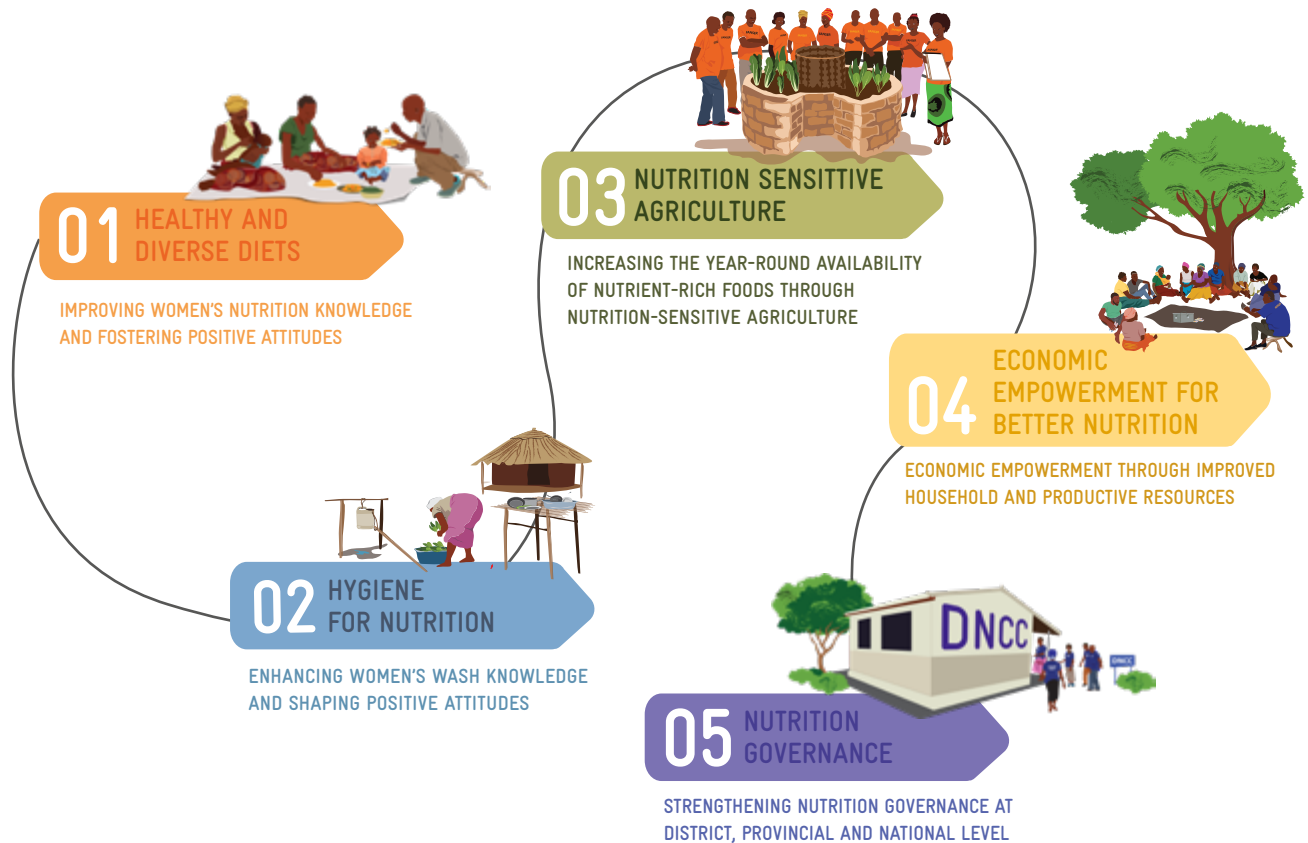 01
HEALTHY AND
DIVERSE DIETS
IMPROVING WOMEN'S NUTRITION KNOWLEDGE
AND FOSTERING POSITIVE ATTITUDES
02
HYGIENE
FOR NUTRITION
ENHANCING WOMEN'S WASH KNOWLEDGE
AND SHAPING POSITIVE ATTITUDES
03
NUTRITION SENSITTIVE
AGRICULTURE
INCREASING THE YEAR-ROUND AVAILABILITY
OF NUTRIENT-RICH FOODS THROUGH
NUTRITION-SENSITIVE AGRICULTURE
04
ECONOMIC
EMPOWERMENT FOR
BETTER NUTRITION
ECONOMIC EMPOWERMENT THROUGH IMPROVED
HOUSEHOLD AND PRODUCTIVE RESOURCES
DNCC
DNCC
05
NUTRITION
GOVERNANCE
STRENGTHENING NUTRITION GOVERNANCE AT
DISTRICT, PROVINCIAL AND NATIONAL LEVEL